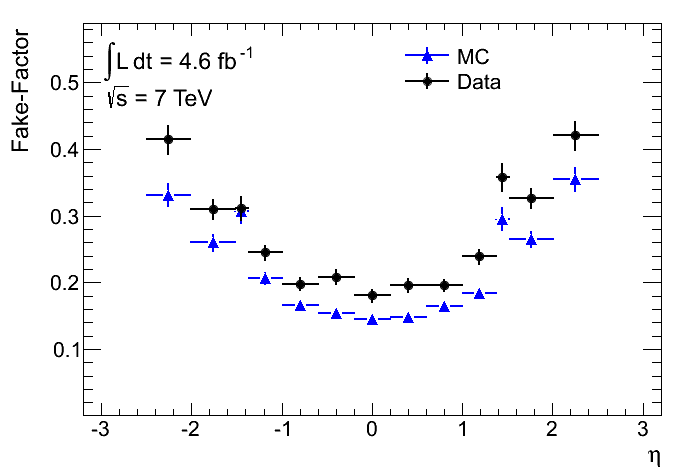 Fake-Factor
∫L dt = 4.6 fb⁻¹
√s = 7 TeV
MC
Data
0.5
0.4
0.3
0.2
0.1
-3 -2 -1 0 1 2 3
η